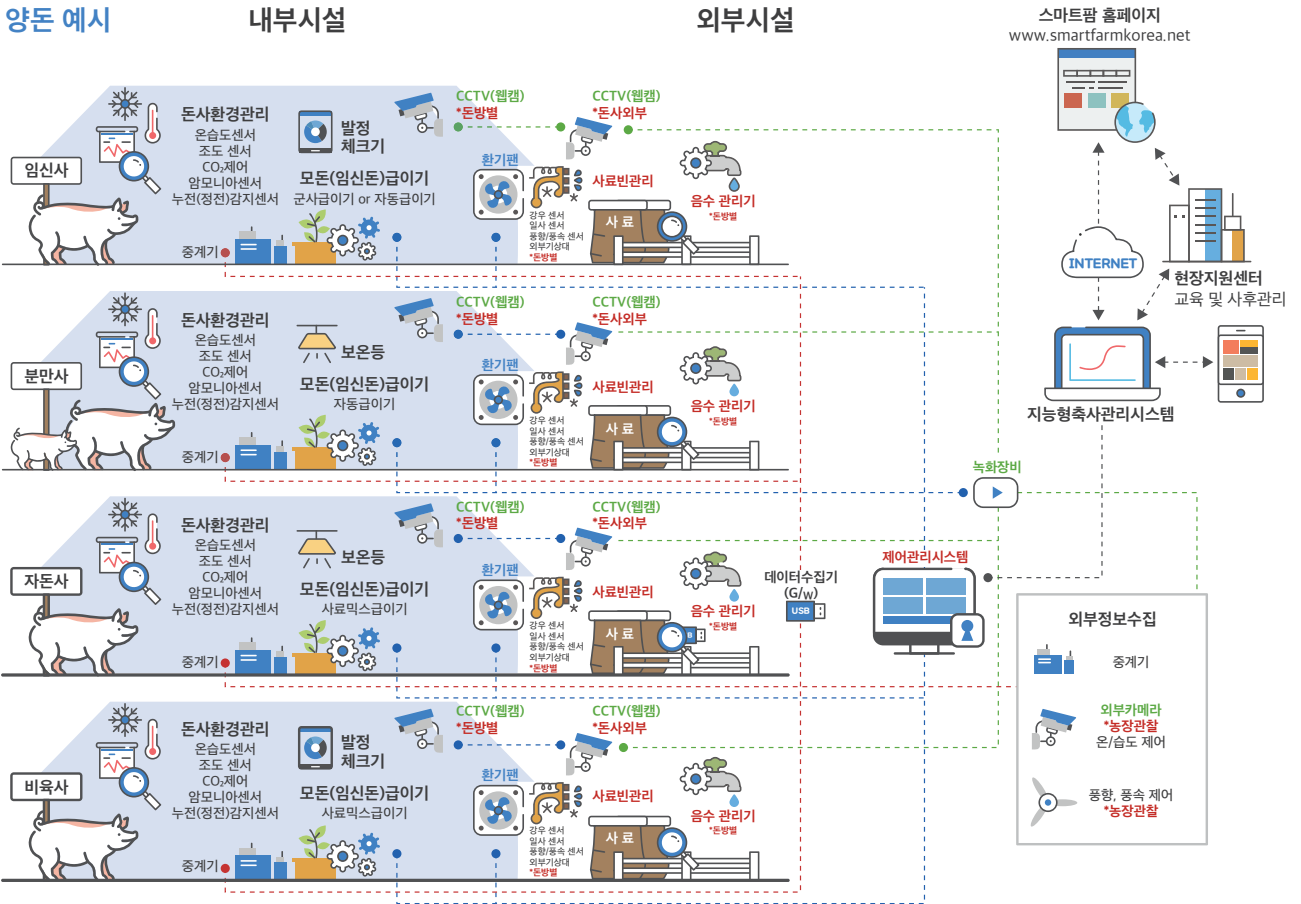 양돈 예시
내부시설
외부시설
스마트팜 홈페이지
www.smartfarmkorea.net
임신사
돈사환경관리
온습도센서
조도 센서
CO₂제어
암모니아센서
누전(정전)감지센서
중계기
발정
체크기
모돈(임신돈)급이기
군사급이기 or 자동급이기
CCTV(웹캠)
*돈방별
환기팬
강우 센서
일사 센서
풍향/풍속 센서
외부기상대
*돈방별
CCTV(웹캠)
*돈사외부
사료빈관리
사 료
음수 관리기
*돈방별
INTERNET
현장지원센터
교육 및 사후관리
분만사
돈사환경관리
온습도센서
조도 센서
CO₂제어
암모니아센서
누전(정전)감지센서
중계기
보온등
모돈(임신돈)급이기
자동급이기
CCTV(웹캠)
*돈방별
환기팬
강우 센서
일사 센서
풍향/풍속 센서
외부기상대
*돈방별
CCTV(웹캠)
*돈사외부
사료빈관리
사 료
음수 관리기
*돈방별
지능형축사관리시스템
녹화장비
자돈사
돈사환경관리
온습도센서
조도 센서
CO₂제어
암모니아센서
누전(정전)감지센서
중계기
보온등
모돈(임신돈)급이기
사료믹스급이기
CCTV(웹캠)
*돈방별
환기팬
강우 센서
일사 센서
풍향/풍속 센서
외부기상대
*돈방별
CCTV(웹캠)
*돈사외부
사료빈관리
사 료
B
음수 관리기
*돈방별
데이터수집기
(G/W)
USB
제어관리시스템
외부정보수집
중계기
외부카메라
*농장관찰
온/습도 제어
풍향, 풍속 제어
*농장관찰
비육사
돈사환경관리
온습도센서
조도 센서
CO₂제어
암모니아센서
누전(정전)감지센서
중계기
발정
체크기
모돈(임신돈)급이기
사료믹스급이기
CCTV(웹캠)
*돈방별
환기팬
강우 센서
일사 센서
풍향/풍속 센서
외부기상대
*돈방별
CCTV(웹캠)
*돈사외부
사료빈관리
사 료
음수 관리기
*돈방별